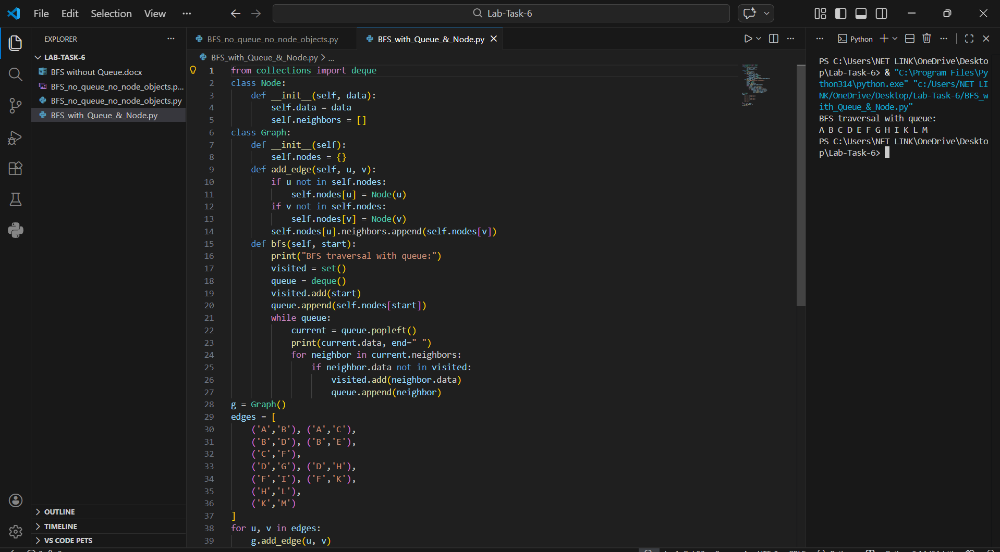 File Edit Selection View ···
Lab-Task-6
EXPLORER ···
LAB-TASK-6
BFS without Queue.docx
BFS_no_queue_no_node_objects.p...
BFS_no_queue_no_node_objects.py
BFS_with_Queue_&_Node.py
OUTLINE
TIMELINE
VS CODE PETS
BFS_no_queue_no_node_objects.py
BFS_with_Queue_&_Node.py
BFS_with_Queue_&_Node.py > ...
1 from collections import deque
2 class Node:
3 def __init__(self, data):
4 self.data = data
5 self.neighbors = []
6 class Graph:
7 def __init__(self):
8 self.nodes = {}
9 def add_edge(self, u, v):
10 if u not in self.nodes:
11 self.nodes[u] = Node(u)
12 if v not in self.nodes:
13 self.nodes[v] = Node(v)
14 self.nodes[u].neighbors.append(self.nodes[v])
15 def bfs(self, start):
16 print("BFS traversal with queue:")
17 visited = set()
18 queue = deque()
19 visited.add(start)
20 queue.append(self.nodes[start])
21 while queue:
22 current = queue.popleft()
23 print(current.data, end=" ")
24 for neighbor in current.neighbors:
25 if neighbor.data not in visited:
26 visited.add(neighbor.data)
27 queue.append(neighbor)
28 g = Graph()
29 edges = [
30 ('A','B'), ('A','C'),
31 ('B','D'), ('B','E'),
32 ('C','F'),
33 ('D','G'), ('D','H'),
34 ('F','I'), ('F','K'),
35 ('H','L'),
36 ('K','M')
37 ]
38 for u, v in edges:
39 g.add_edge(u, v)
Python
PS C:\Users\NET LINK\OneDrive\Deskto
p\Lab-Task-6> & "C:\Program Files\Py
thon314\python.exe" "c:/Users/NET LI
NK/OneDrive/Desktop/Lab-Task-6/BFS_w
ith_Queue_&_Node.py"
BFS traversal with queue:
A B C D E F G H I K L M
PS C:\Users\NET LINK\OneDrive\Deskto
p\Lab-Task-6>